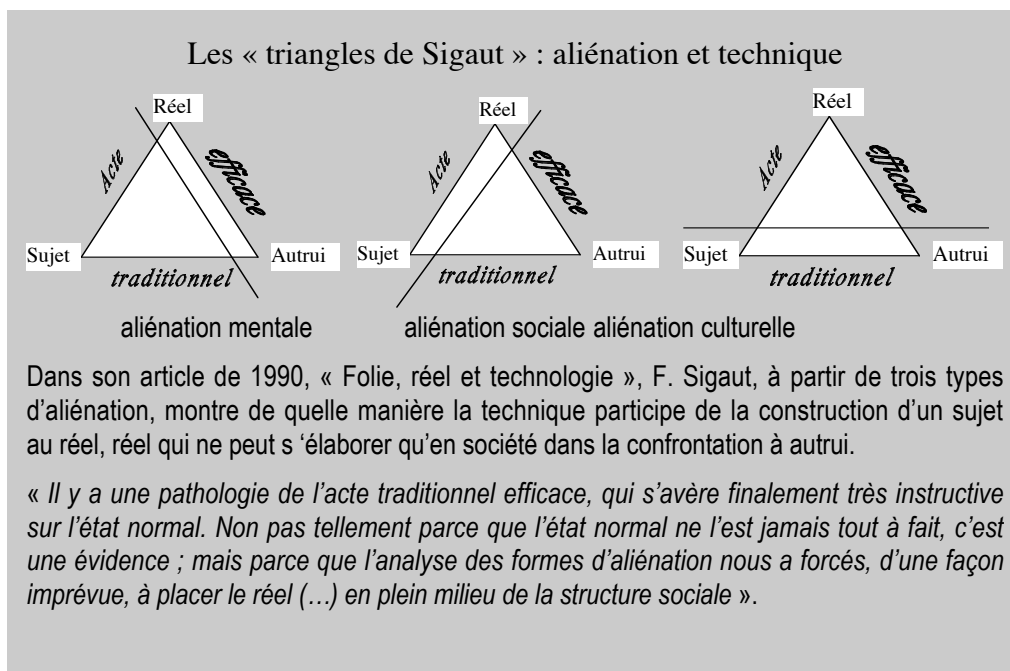 Les « triangles de Sigaut » : aliénation et technique
Réel
Acte
efficace
Sujet
Autrui
traditionnel
Réel
Acte
efficace
Sujet
Autrui
traditionnel
Réel
Acte
efficace
Sujet
Autrui
traditionnel
aliénation mentale
aliénation sociale aliénation culturelle
Dans son article de 1990, « Folie, réel et technologie », F. Sigaut, à partir de trois types
d’aliénation, montre de quelle manière la technique participe de la construction d’un sujet
au réel, réel qui ne peut s ‘élaborer qu’en société dans la confrontation à autrui.
« Il y a une pathologie de l’acte traditionnel efficace, qui s’avère finalement très instructive
sur l’état normal. Non pas tellement parce que l’état normal ne l’est jamais tout à fait, c’est
une évidence ; mais parce que l’analyse des formes d’aliénation nous a forcés, d’une façon
imprévue, à placer le réel (…) en plein milieu de la structure sociale ».